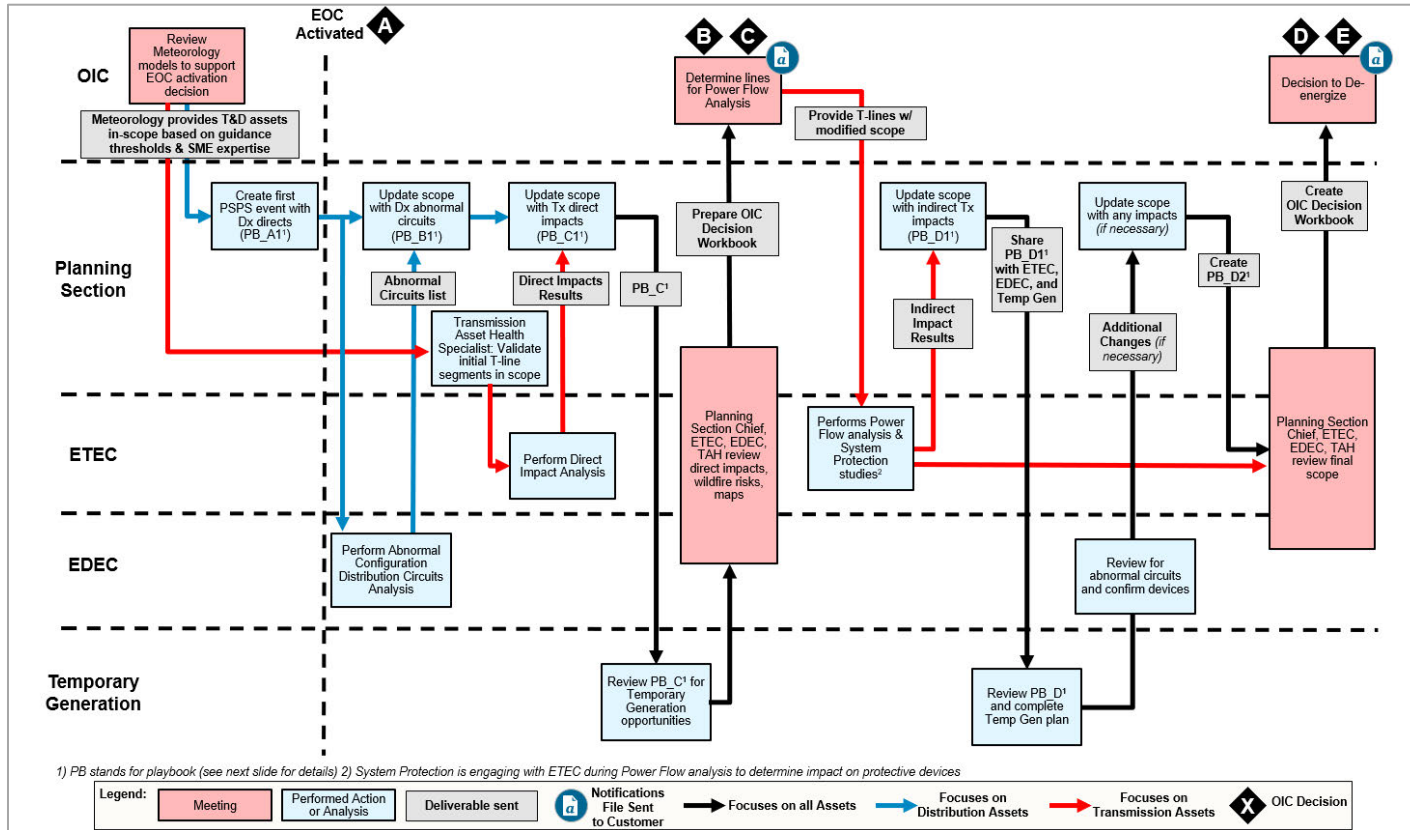 EOC
Activated
A
B
C
D
E
OIC
Review
Meteorology
models to support
EOC activation
decision
a
Determine lines
for Power Flow
Analysis
a
Decision to De-
energize
Meteorology provides T&D assets
in-scope based on guidance
thresholds & SME expertise
Provide T-lines w/
modified scope
Planning
Section
Create first
PSPS event with
Dx directs
(PB_A1¹)
Update scope
with Dx abnormal
circuits
(PB_B1¹)
Update scope
with Tx direct
impacts
(PB_C1¹)
Prepare OIC
Decision
Workbook
Update scope
with indirect Tx
impacts
(PB_D1¹)
Share
PB_D1¹
with ETEC,
EDEC, and
Temp Gen
Update scope
with any impacts
(if necessary)
Create
PB_D2¹
Create OIC
Decision
Workbook
Abnormal
Circuits list
Direct Impacts
Results
PB_C¹
Indirect
Impact
Results
Additional
Changes (if
necessary)
Transmission
Asset Health
Specialist: Validate
initial T-line
segments in scope
ETEC
Perform Direct
Impact Analysis
Planning
Section Chief,
ETEC, EDEC,
TAH review
direct impacts,
wildfire risks,
maps
Performs Power
Flow analysis &
System
Protection
studies²
Planning Section
Chief, ETEC,
EDEC, TAH
review final
scope
EDEC
Perform Abnormal
Configuration
Distribution Circuits
Analysis
Review for
abnormal circuits
and confirm devices
Temporary
Generation
Review PB_C¹ for
Temporary
Generation
opportunities
Review PB_D¹
and complete
Temp Gen plan
1) PB stands for playbook (see next slide for details) 2) System Protection is engaging with ETEC during Power Flow analysis to determine impact on protective devices
Legend:
Meeting
Performed Action
or Analysis
Deliverable sent
a
Notifications
File Sent
to Customer
Focuses on all Assets
Focuses on
Distribution Assets
Focuses on
Transmission Assets
X
OIC Decision